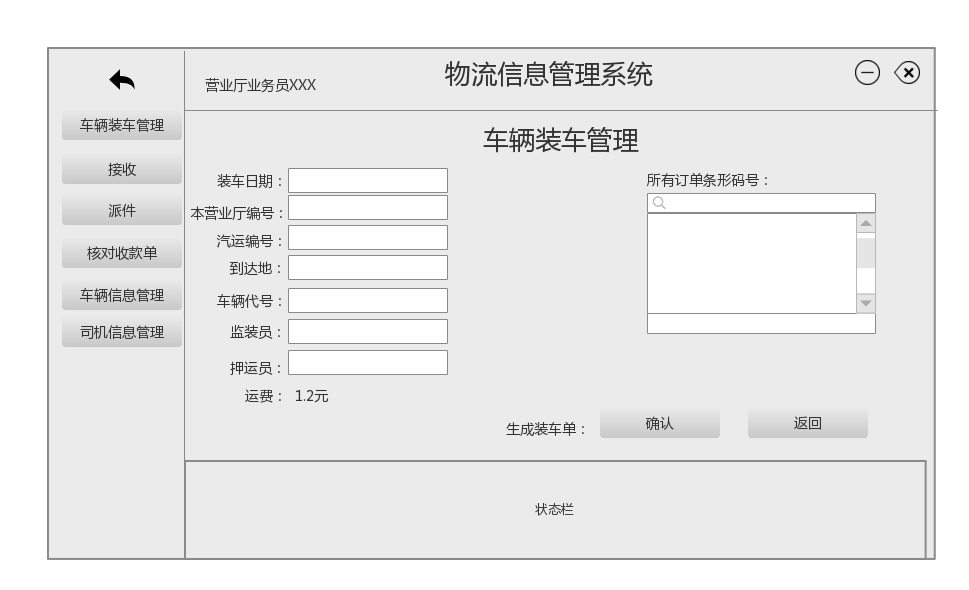 营业厅业务员XXX
物流信息管理系统
车辆装车管理
接收
派件
核对收款单
车辆信息管理
司机信息管理
车辆装车管理
装车日期：
本营业厅编号：
汽运编号：
到达地：
车辆代号：
监装员：
押运员：
运费： 1.2元
所有订单条形码号：
生成装车单：
确认
返回
状态栏